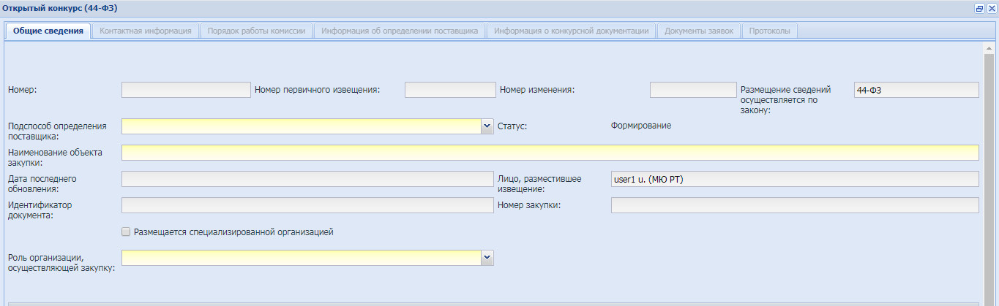 Открытый конкурс (44-ФЗ)
Общие сведения Контактная информация Порядок работы комиссии Информация об определении поставщика Информация о конкурсной документации Документы заявок Протоколы
Номер: Номер первичного извещения: Номер изменения: Размещение сведений 44-ФЗ
осуществляется по
закону:
Подспособ определения Статус: Формирование
поставщика:
Наименование объекта
закупки:
Дата последнего Лицо, разместившее user1 u. (МЮ РТ)
обновления: извещение:
Идентификатор Номер закупки:
документа:
Размещается специализированной организацией
Роль организации,
осуществляющей закупку: